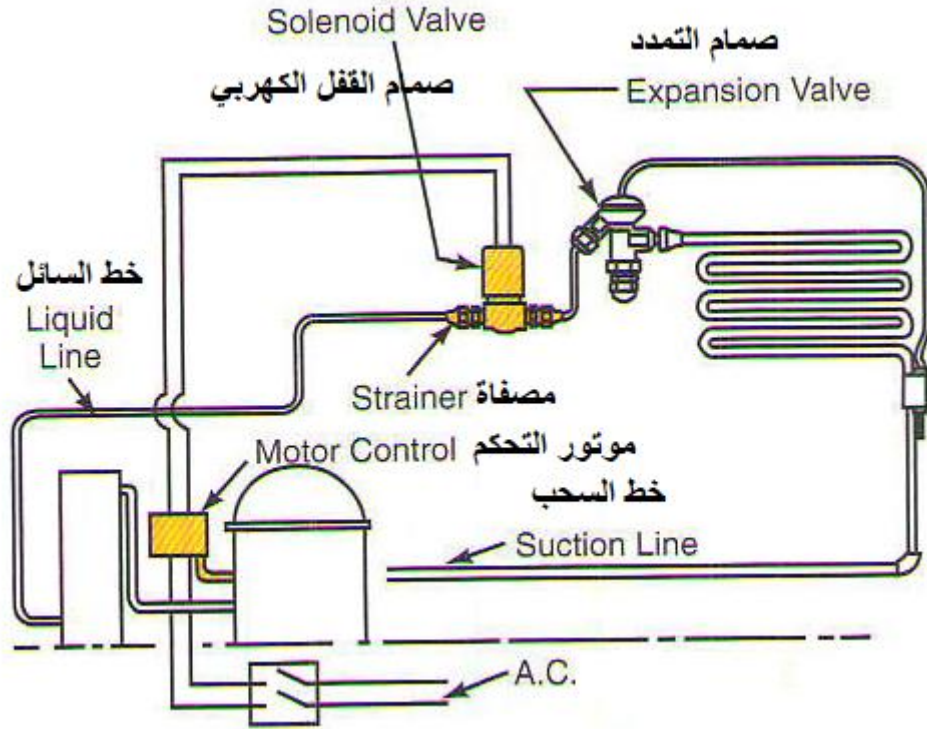 Solenoid Valve
صمام القفل الكهربي
صمام التمدد
Expansion Valve
خط السائل
Liquid
Line
Strainer مصفاة
Motor Control موتور التحكم
خط السحب
Suction Line
A.C.